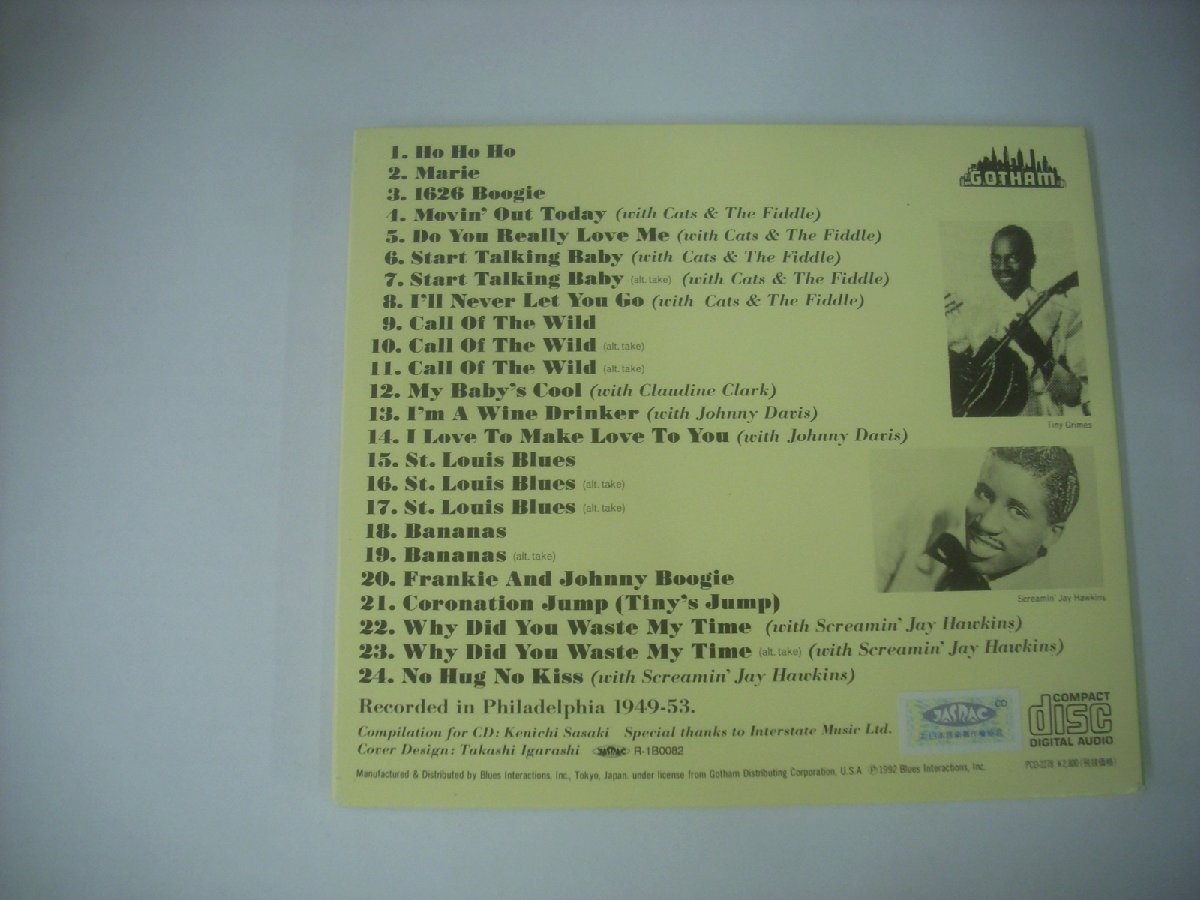 1. Ho Ho Ho
2. Marie
3. 1626 Boogie
4. Movin' Out Today (with Cats & The Fiddle)
5. Do You Really Love Me (with Cats & The Fiddle)
6. Start Talking Baby (with Cats & The Fiddle)
7. Start Talking Baby (alt. take) (with Cats & The Fiddle)
8. I'll Never Let You Go (with Cats & The Fiddle)
9. Call Of The Wild
10. Call Of The Wild (alt. take)
11. Call Of The Wild (alt. take)
12. My Baby's Cool (with Claudine Clark)
13. I'm A Wine Drinker (with Johnny Davis)
14. I Love To Make Love To You (with Johnny Davis)
15. St. Louis Blues
16. St. Louis Blues (alt. take)
17. St. Louis Blues (alt. take)
18. Bananas
19. Bananas (alt. take)
20. Frankie And Johnny Boogie
21. Coronation Jump (Tiny's Jump)
22. Why Did You Waste My Time (with Screamin' Jay Hawkins)
23. Why Did You Waste My Time (alt. take) (with Screamin' Jay Hawkins)
24. No Hug No Kiss (with Screamin' Jay Hawkins)
Recorded in Philadelphia 1949-53.
Compilation for CD: Kenichi Sasaki Special thanks to Interstate Music Ltd.
Cover Design: Takashi Igarashi JASRAC R-1B0082
Manufactured & Distributed by Blues Interactions, Inc., Tokyo, Japan. under license from Gotham Distributing Corporation, U.S.A. ℗1992 Blues Interactions, Inc.
GOTHAM
Tiny Grimes
Screamin' Jay Hawkins
CD
JASRAC
COMPACT
disc
DIGITAL AUDIO
¥2,800(税抜価格)